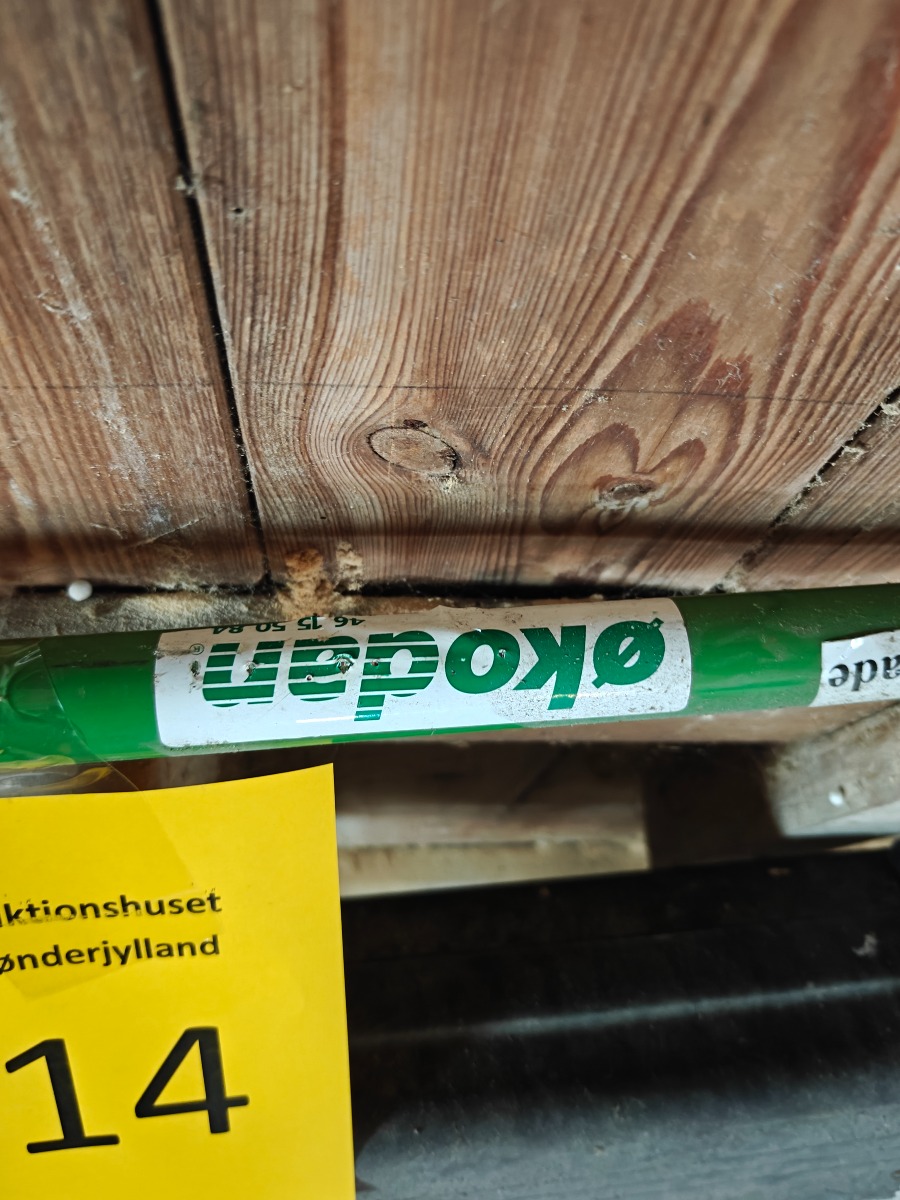 økodan®
46 15 50 84
ade
ktionshuset
ønderjylland
14